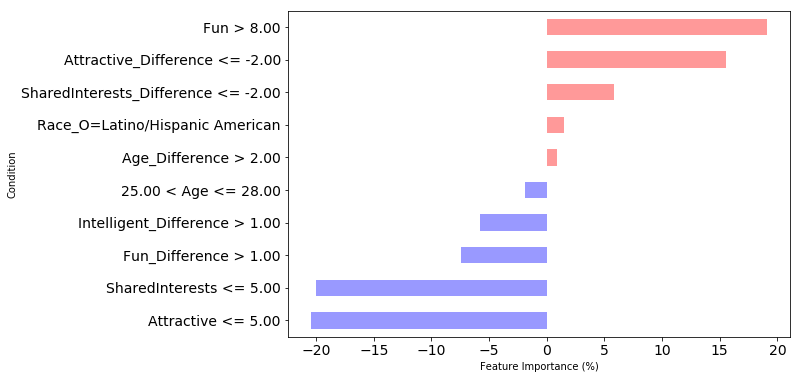 Fun > 8.00
Attractive_Difference <= -2.00
SharedInterests_Difference <= -2.00
Race_O=Latino/Hispanic American
Age_Difference > 2.00
25.00 < Age <= 28.00
Intelligent_Difference > 1.00
Fun_Difference > 1.00
SharedInterests <= 5.00
Attractive <= 5.00
Condition
−20 −15 −10 −5 0 5 10 15 20
Feature Importance (%)